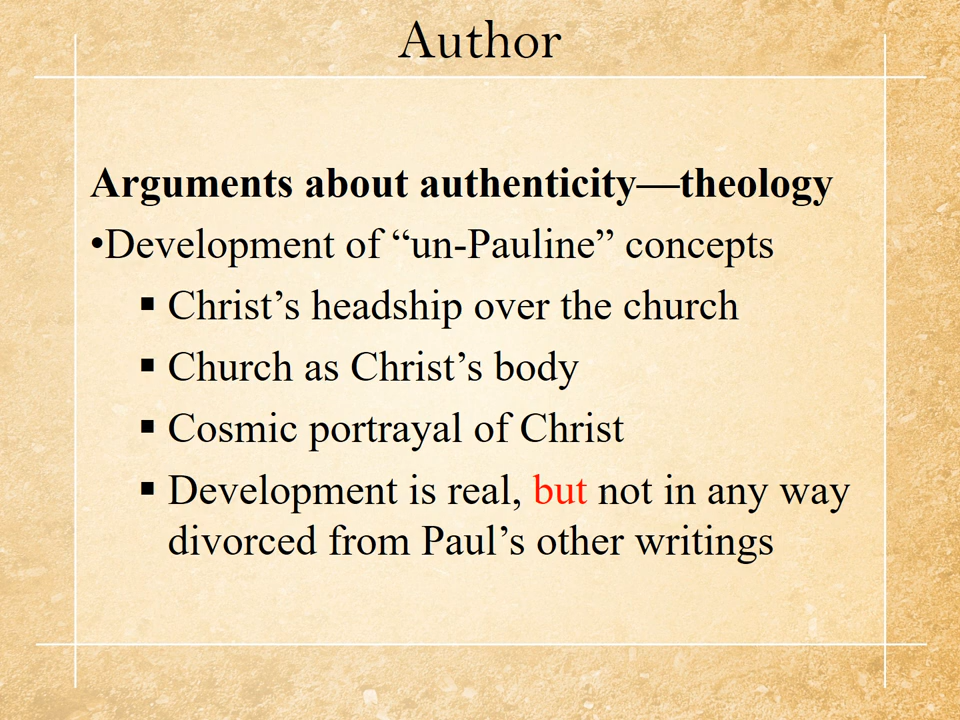 Author
Arguments about authenticity—theology
•Development of “un-Pauline” concepts
▪ Christ’s headship over the church
▪ Church as Christ’s body
▪ Cosmic portrayal of Christ
▪ Development is real, but not in any way
divorced from Paul’s other writings